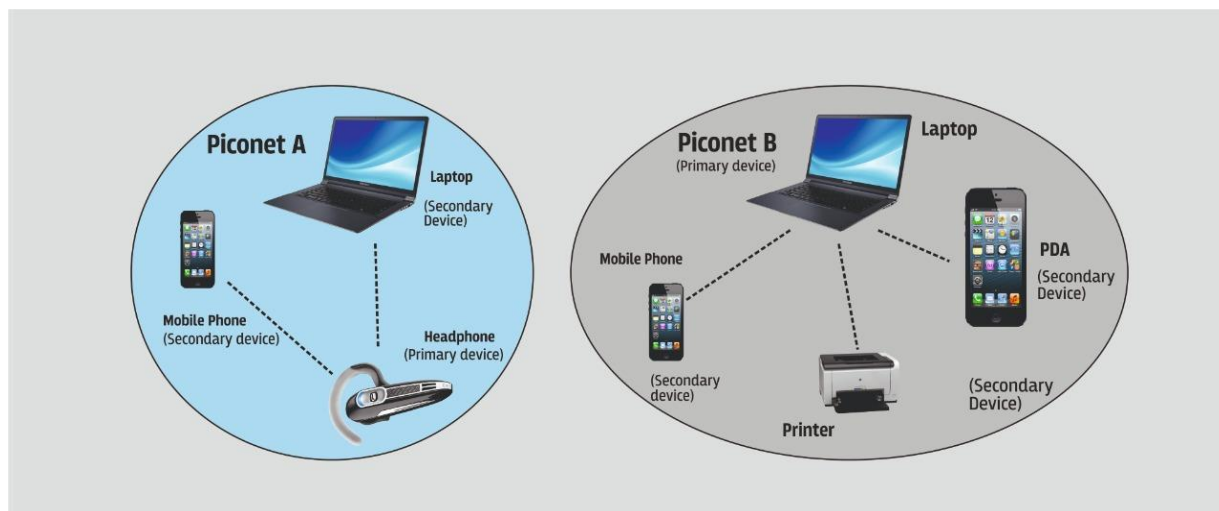 Piconet A
Laptop
(Secondary
Device)
Mobile Phone
(Secondary device)
Headphone
(Primary device)
Piconet B
(Primary device)
Laptop
Mobile Phone
(Secondary
device)
PDA
(Secondary
Device)
(Secondary
Device)
Printer